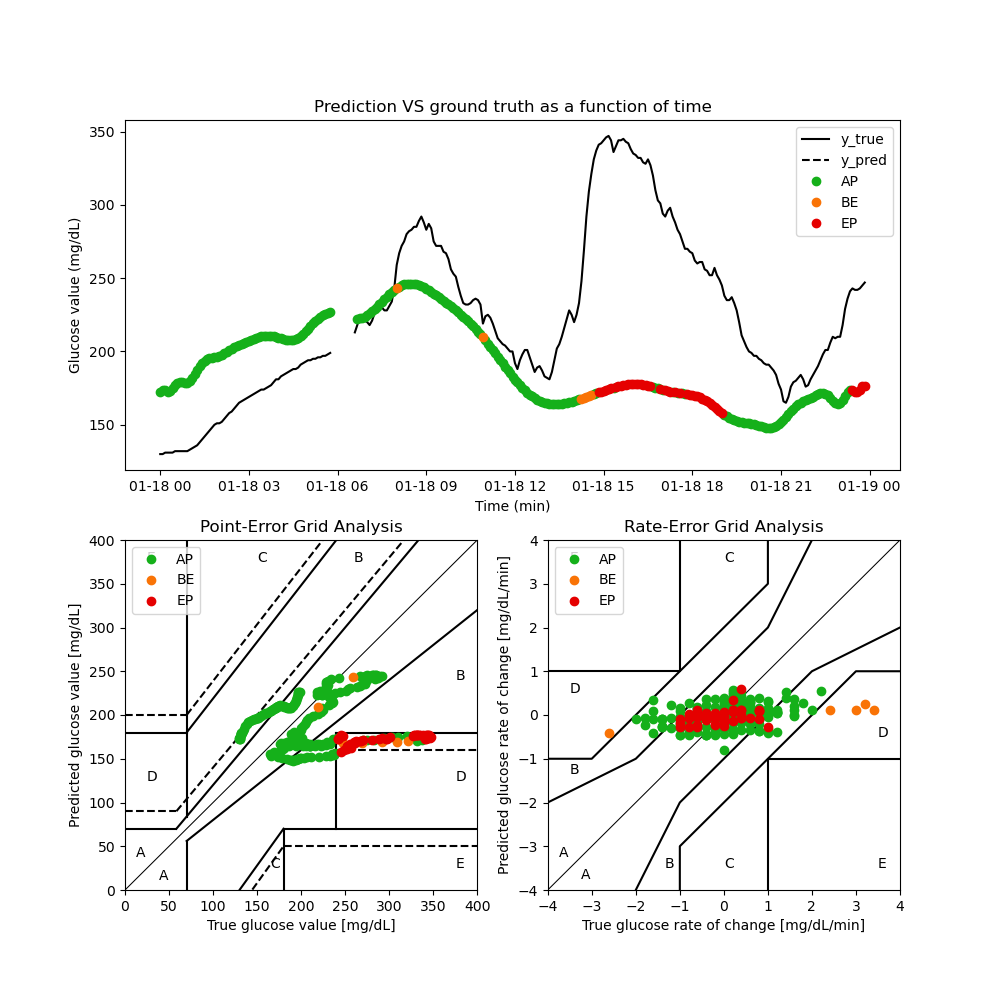 Prediction VS ground truth as a function of time
Glucose value (mg/dL)
350
300
250
200
150
y_true
y_pred
AP
BE
EP
01-18 00 01-18 03 01-18 06 01-18 09 01-18 12 01-18 15 01-18 18 01-18 21 01-19 00
Time (min)
Point-Error Grid Analysis
Predicted glucose value [mg/dL]
400
350
300
250
200
150
100
50
0
AP
BE
EP
C
B
B
D
D
A
A
C
E
0 50 100 150 200 250 300 350 400
True glucose value [mg/dL]
Rate-Error Grid Analysis
Predicted glucose rate of change [mg/dL/min]
4
3
2
1
0
−1
−2
−3
−4
AP
BE
EP
C
D
D
B
A
A
B
C
E
−4 −3 −2 −1 0 1 2 3 4
True glucose rate of change [mg/dL/min]